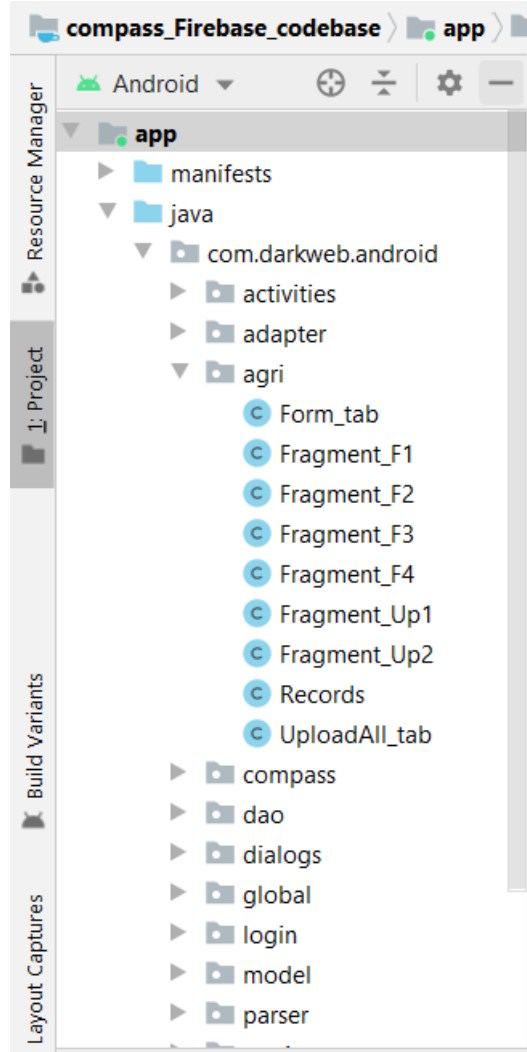 compass_Firebase_codebase
app
Android
app
manifests
java
com.darkweb.android
activities
adapter
agri
C Form_tab
C Fragment_F1
C Fragment_F2
C Fragment_F3
C Fragment_F4
C Fragment_Up1
C Fragment_Up2
C Records
C UploadAll_tab
compass
dao
dialogs
global
login
model
parser
Resource Manager
1: Project
Build Variants
Layout Captures